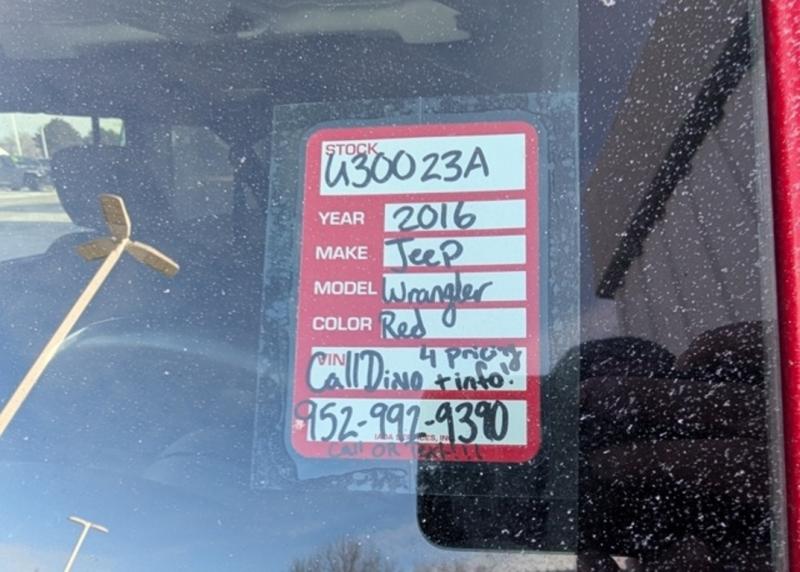 STOCK
U30023A
YEAR 2016
MAKE Jeep
MODEL Wrangler
COLOR Red
VIN 4 pricing
Call Dino + info!
952-992-9390
Call OR Text!!!